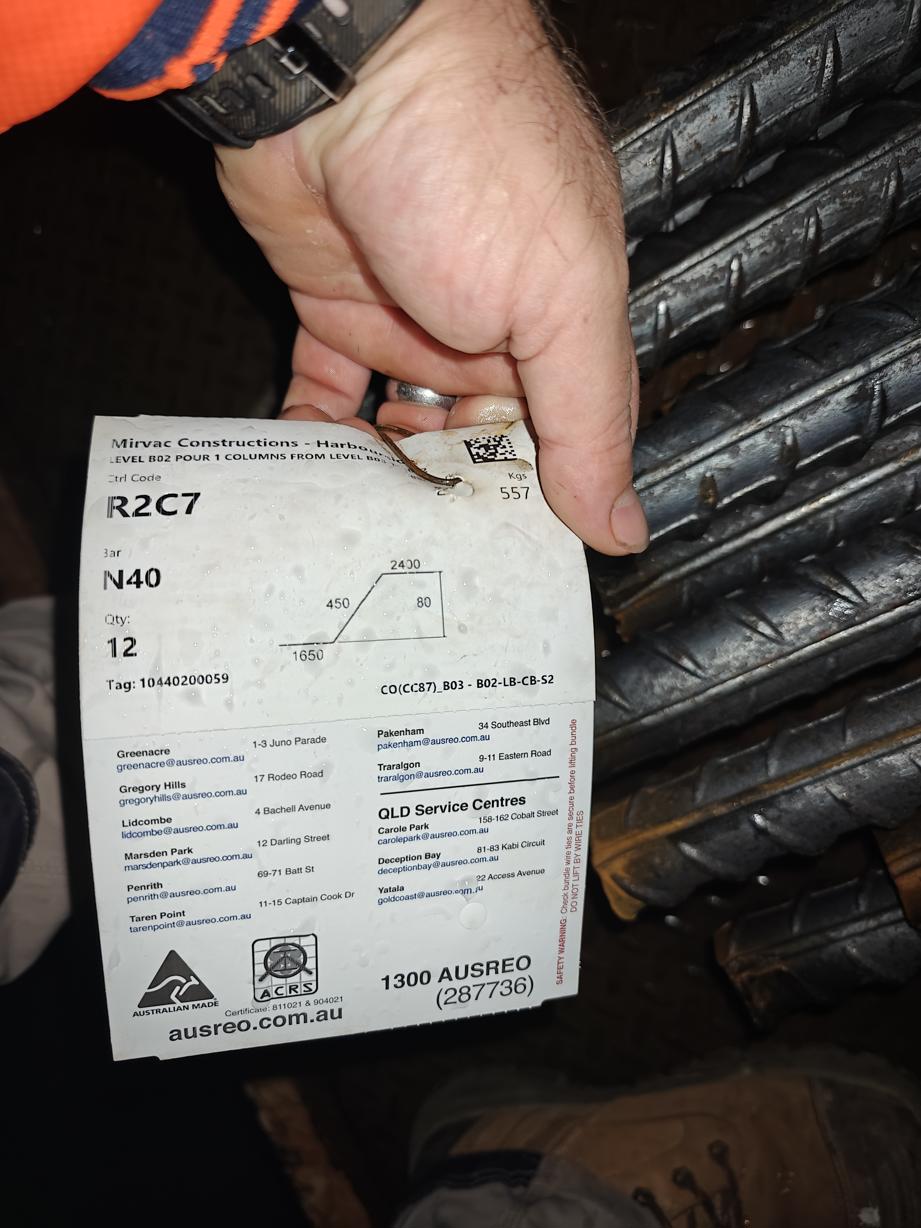 Mirvac Constructions - Harbour
LEVEL B02 POUR 1 COLUMNS FROM LEVEL
Ctrl Code
R2C7
Kgs
557
Bar
N40
Qty:
12
2400
450
80
1650
Tag: 10440200059
CO(CC87)_B03 - B02-LB-CB-S2
Greenacre 1-3 Juno Parade
greenacre@ausreo.com.au
Gregory Hills 17 Rodeo Road
gregoryhills@ausreo.com.au
Lidcombe 4 Bachell Avenue
lidcombe@ausreo.com.au
Marsden Park 12 Darling Street
marsdenpark@ausreo.com.au
Penrith 69-71 Batt St
penrith@ausreo.com.au
Taren Point 11-15 Captain Cook Dr
tarenpoint@ausreo.com.au
Pakenham 34 Southeast Blvd
pakenham@ausreo.com.au
Traralgon 9-11 Eastern Road
traralgon@ausreo.com.au
QLD Service Centres
Carole Park 158-162 Cobalt Street
carolepark@ausreo.com.au
Deception Bay 81-83 Kabi Circuit
deceptionbay@ausreo.com.au
Yatala 22 Access Avenue
goldcoast@ausreo.com.au
SAFETY WARNING: Check bundle wire ties are secure before lifting bundle
DO NOT LIFT BY WIRE TIES
AUSTRALIAN MADE
ACRS
Certificate: 811021 & 904021
ausreo.com.au
1300 AUSREO
(287736)